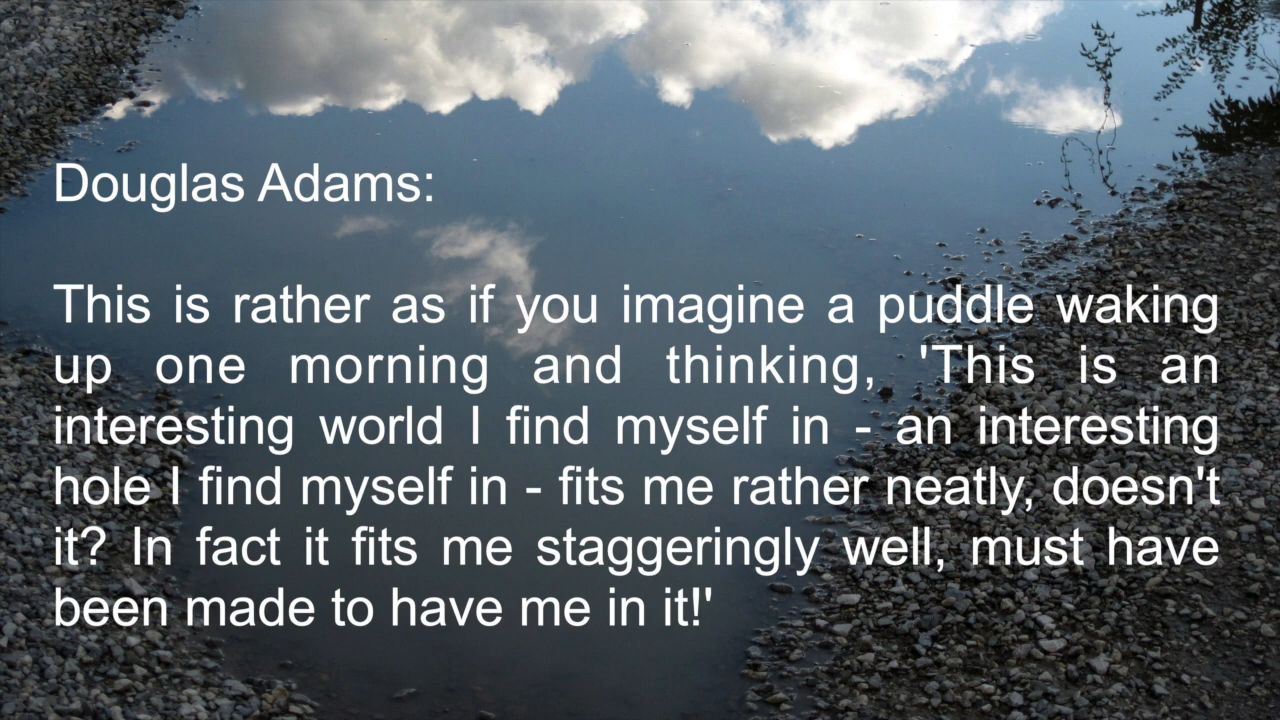 Douglas Adams:
This is rather as if you imagine a puddle waking
up one morning and thinking, 'This is an
interesting world I find myself in - an interesting
hole I find myself in - fits me rather neatly, doesn't
it? In fact it fits me staggeringly well, must have
been made to have me in it!'